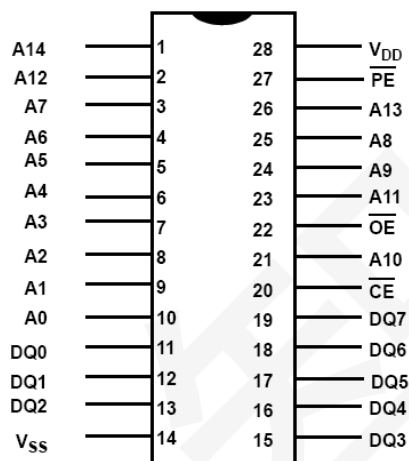 A14 1 28 VDD
A12 2 27 PE
A7 3 26 A13
A6 4 25 A8
A5 5 24 A9
A4 6 23 A11
A3 7 22 OE
A2 8 21 A10
A1 9 20 CE
A0 10 19 DQ7
DQ0 11 18 DQ6
DQ1 12 17 DQ5
DQ2 13 16 DQ4
VSS 14 15 DQ3